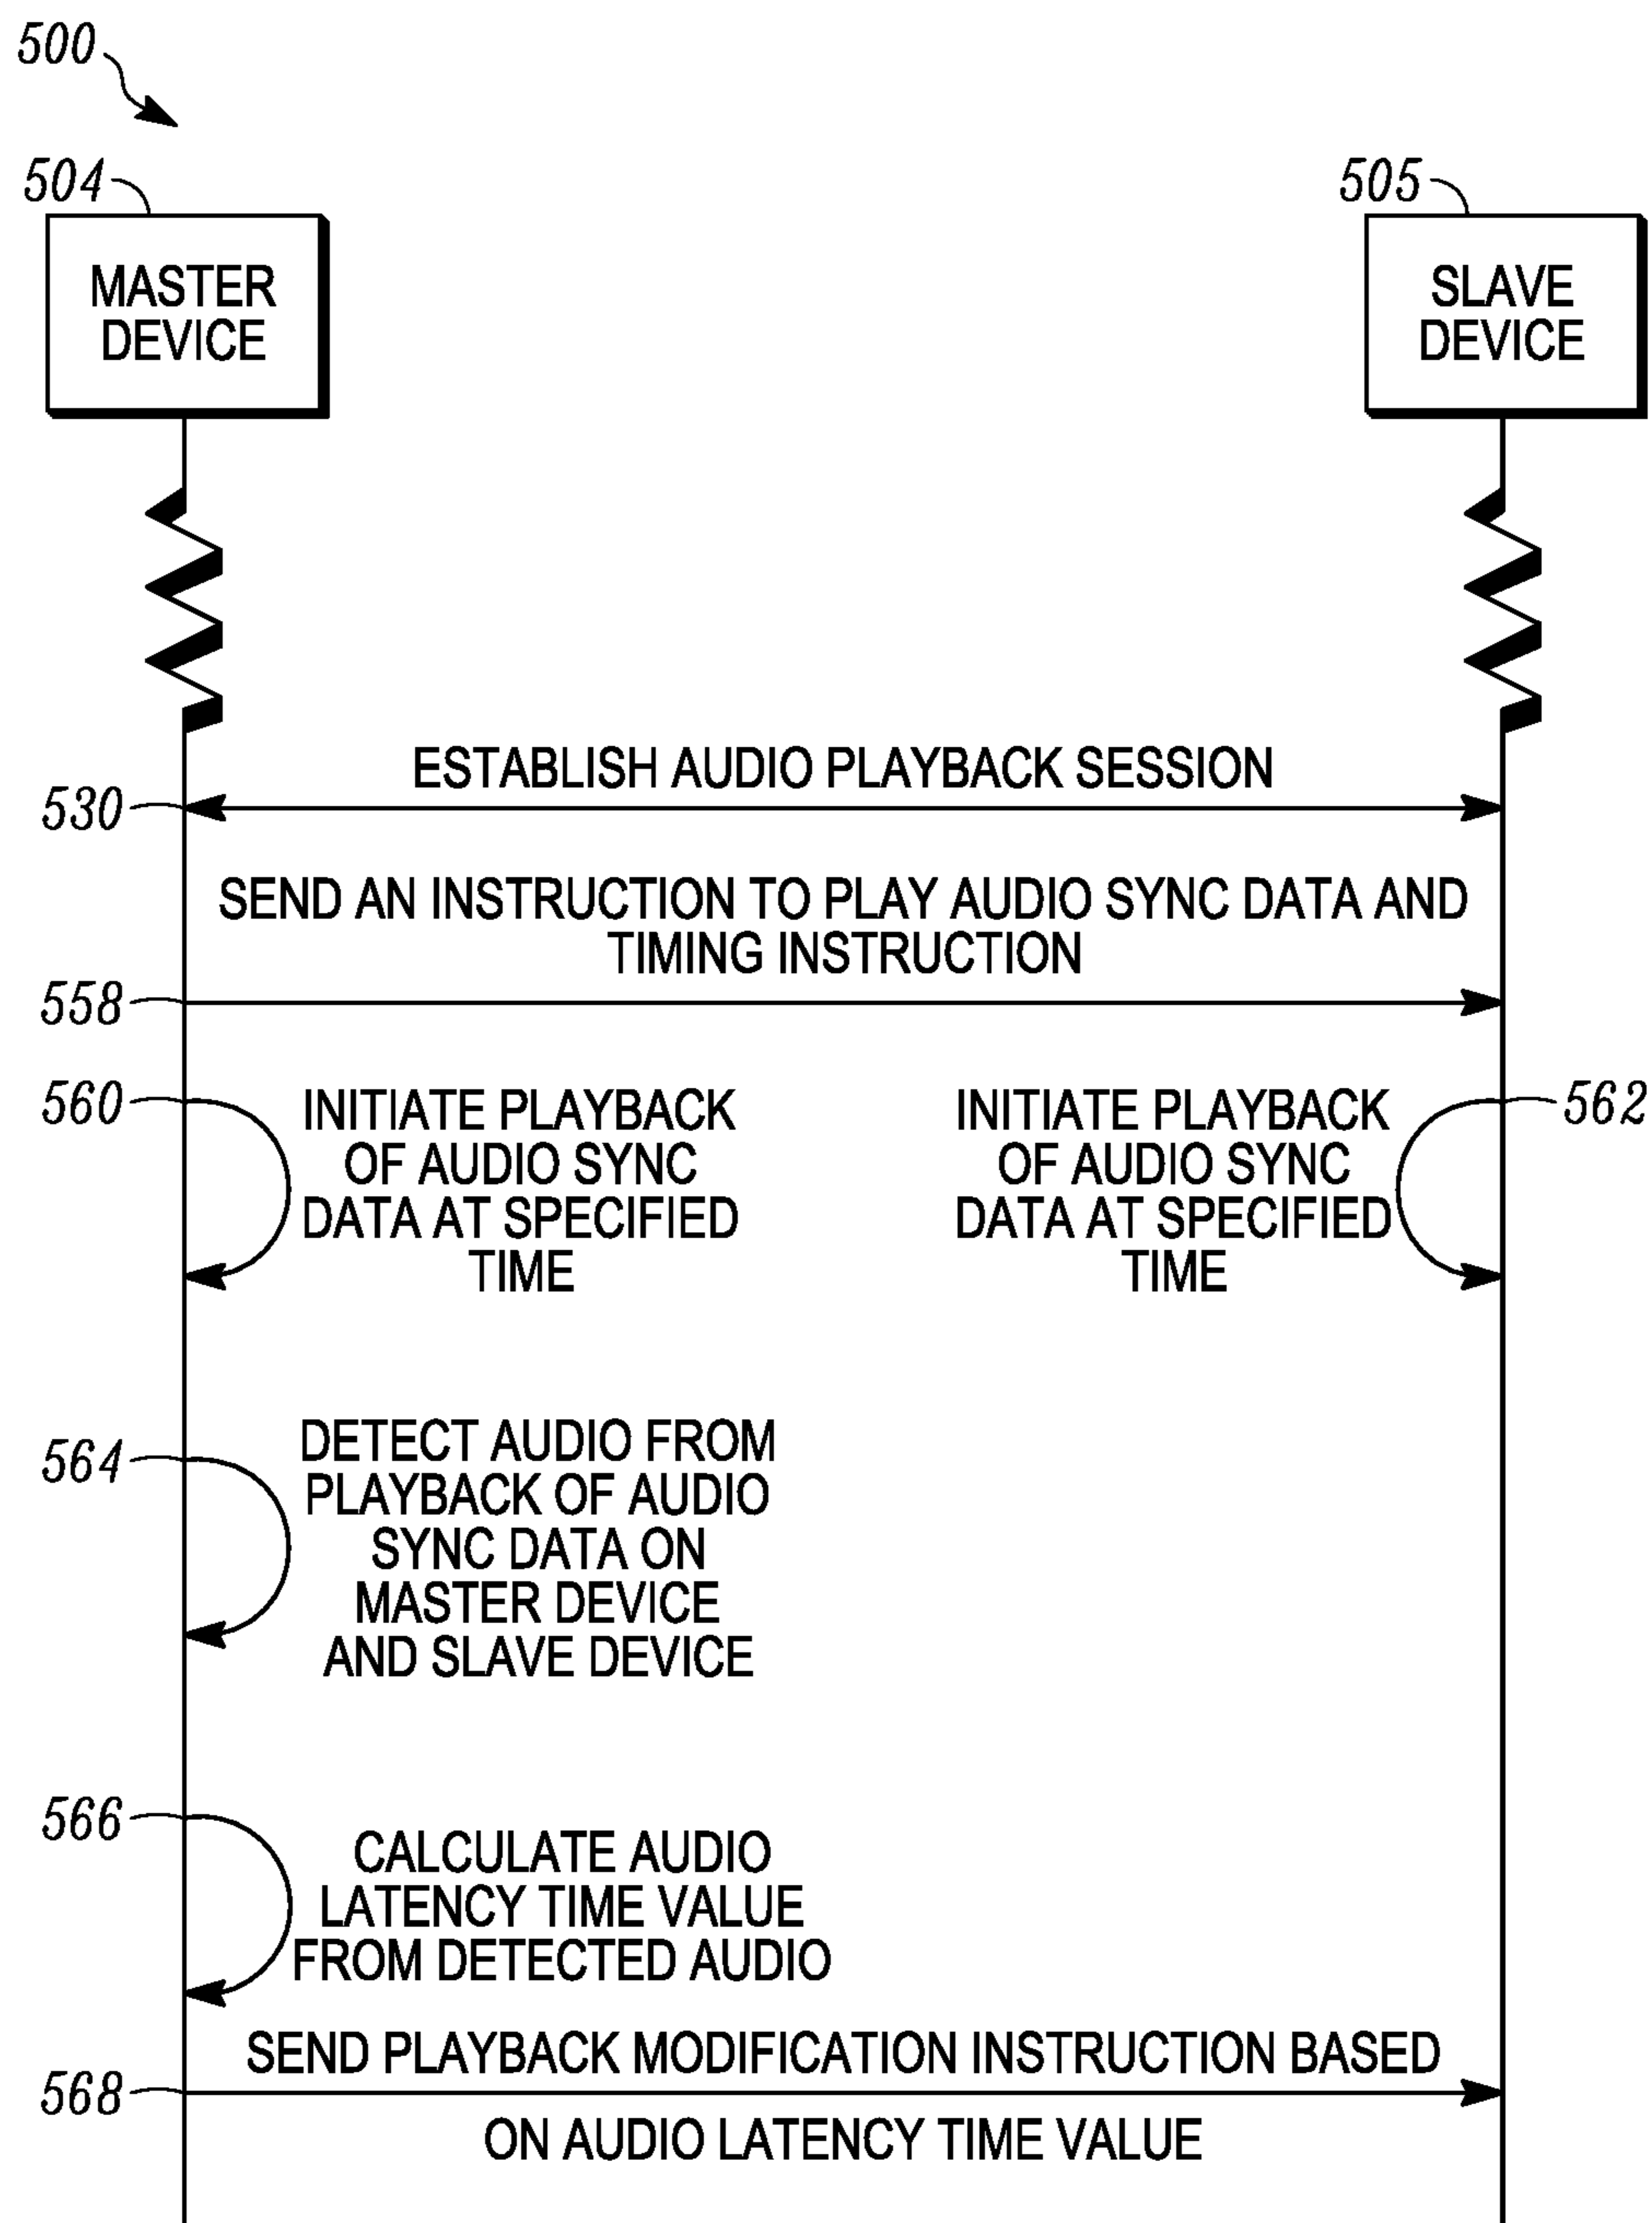 500
504
505
MASTER
DEVICE
SLAVE
DEVICE
ESTABLISH AUDIO PLAYBACK SESSION
530
SEND AN INSTRUCTION TO PLAY AUDIO SYNC DATA AND
TIMING INSTRUCTION
558
560
INITIATE PLAYBACK
OF AUDIO SYNC
DATA AT SPECIFIED
TIME
INITIATE PLAYBACK
OF AUDIO SYNC
DATA AT SPECIFIED
TIME
562
564
DETECT AUDIO FROM
PLAYBACK OF AUDIO
SYNC DATA ON
MASTER DEVICE
AND SLAVE DEVICE
566
CALCULATE AUDIO
LATENCY TIME VALUE
FROM DETECTED AUDIO
SEND PLAYBACK MODIFICATION INSTRUCTION BASED
568
ON AUDIO LATENCY TIME VALUE